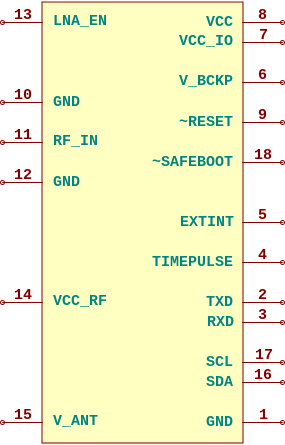 13 LNA_EN VCC 8
VCC_IO 7
V_BCKP 6
10 GND
~RESET 9
11 RF_IN
~SAFEBOOT 18
12 GND
EXTINT 5
TIMEPULSE 4
14 VCC_RF TXD 2
RXD 3
SCL 17
SDA 16
15 V_ANT GND 1